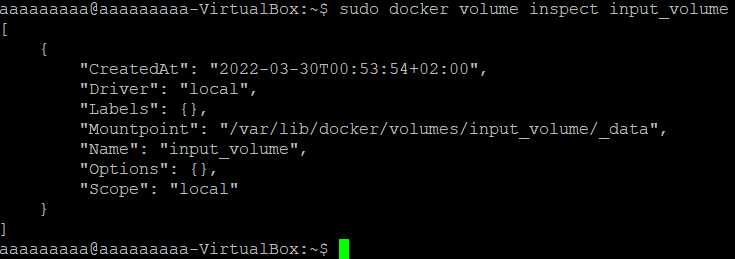 aaaaaaaaa@aaaaaaaaa-VirtualBox:~$ sudo docker volume inspect input_volume
[
    {
        "CreatedAt": "2022-03-30T00:53:54+02:00",
        "Driver": "local",
        "Labels": {},
        "Mountpoint": "/var/lib/docker/volumes/input_volume/_data",
        "Name": "input_volume",
        "Options": {},
        "Scope": "local"
    }
]
aaaaaaaaa@aaaaaaaaa-VirtualBox:~$